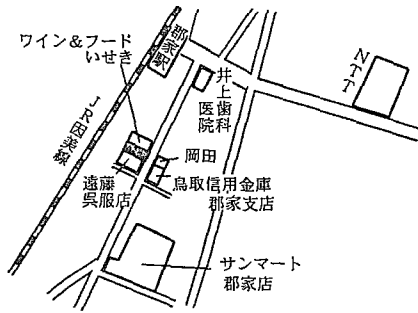 ワイン&フード
いせき
郡家駅
井上歯科
医院
NTT
JR因美線
岡田
鳥取信用金庫
郡家支店
遠藤
呉服店
サンマート
郡家店